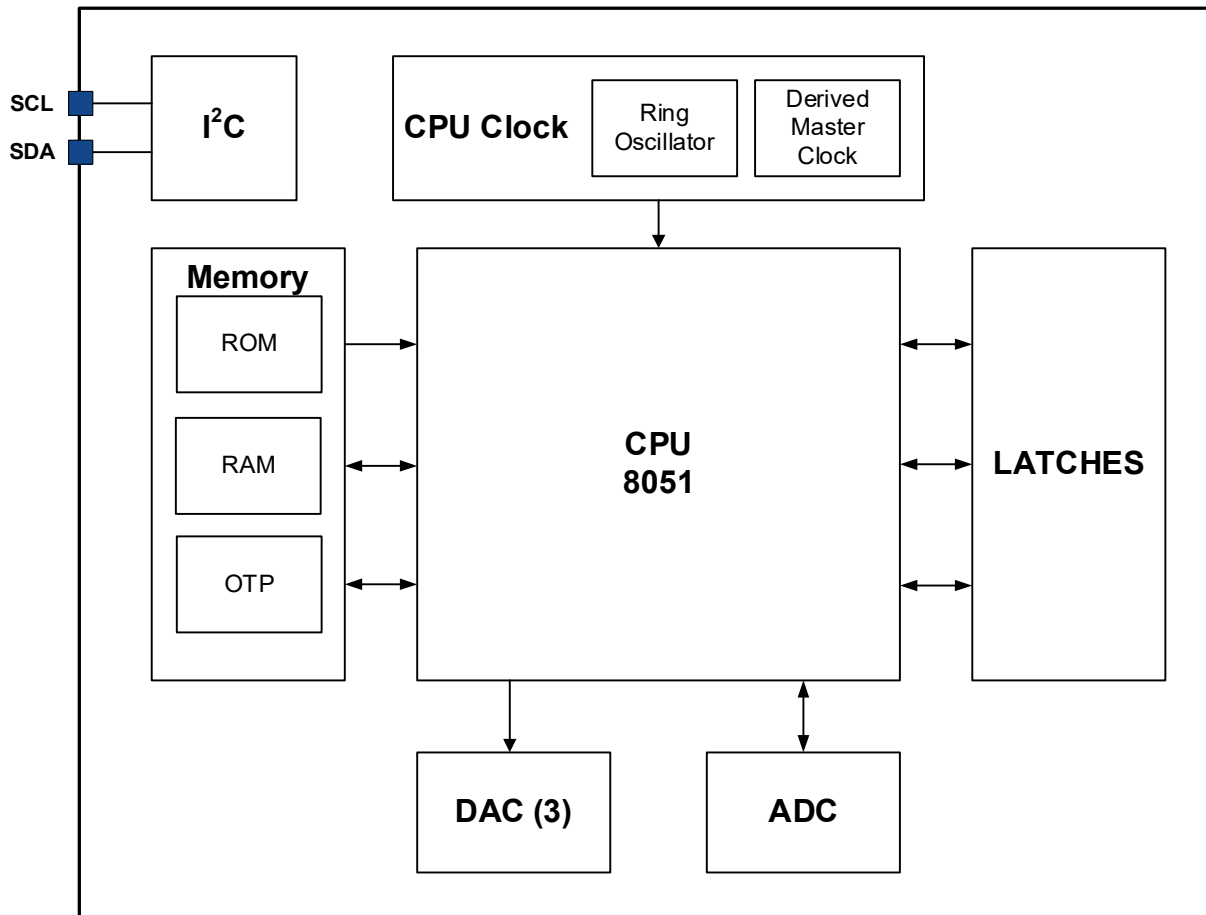 SCL
SDA
I²C
CPU Clock
Ring
Oscillator
Derived
Master
Clock
Memory
ROM
RAM
OTP
CPU
8051
LATCHES
DAC (3)
ADC